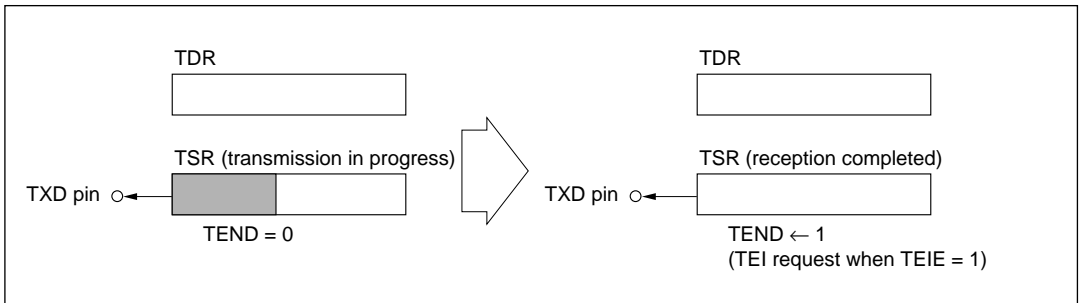 TDR
TSR (transmission in progress)
TXD pin
TEND = 0
TDR
TSR (reception completed)
TXD pin
TEND ← 1
(TEI request when TEIE = 1)